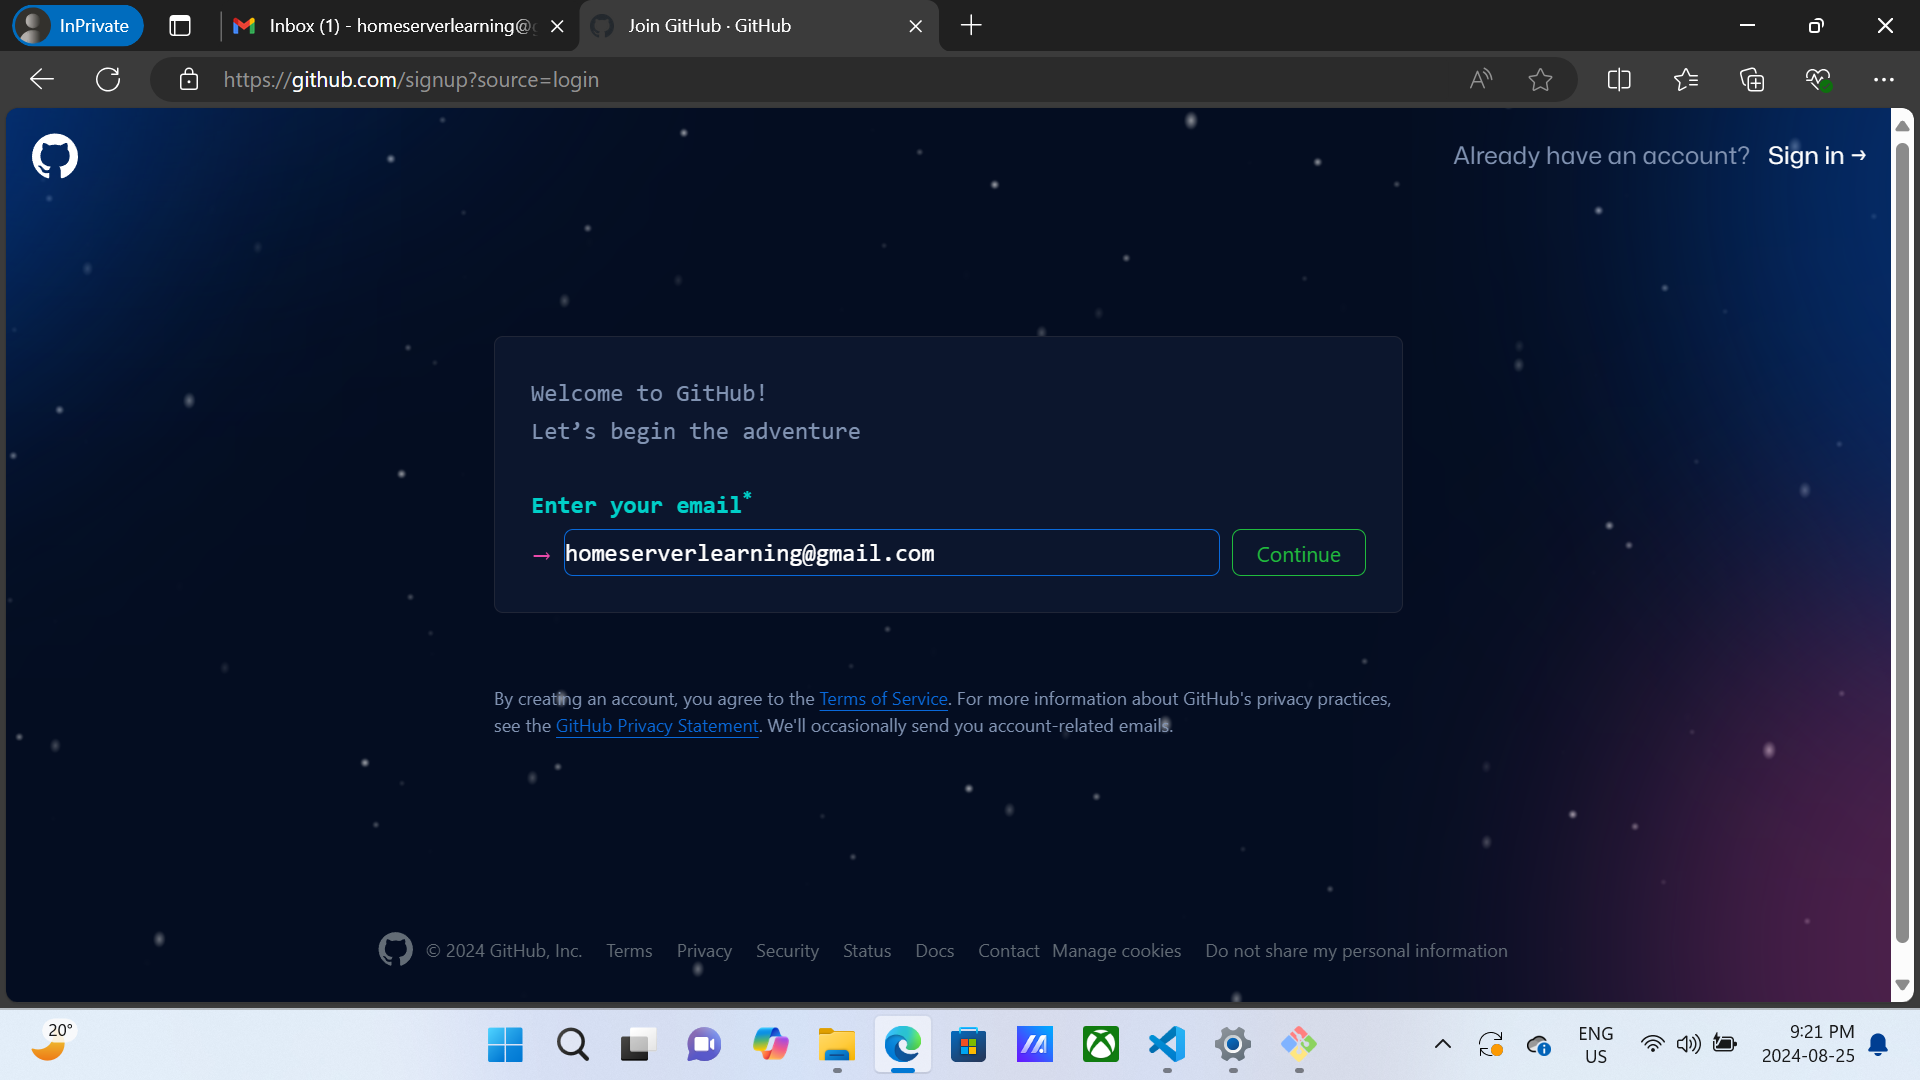 InPrivate
Inbox (1) - homeserverlearning@g
Join GitHub · GitHub
https://github.com/signup?source=login
Already have an account? Sign in →
Welcome to GitHub!
Let’s begin the adventure
Enter your email*
→ homeserverlearning@gmail.com
Continue
By creating an account, you agree to the Terms of Service. For more information about GitHub's privacy practices,
see the GitHub Privacy Statement. We'll occasionally send you account-related emails.
© 2024 GitHub, Inc. Terms Privacy Security Status Docs Contact Manage cookies Do not share my personal information
20°
ENG
US
9:21 PM
2024-08-25